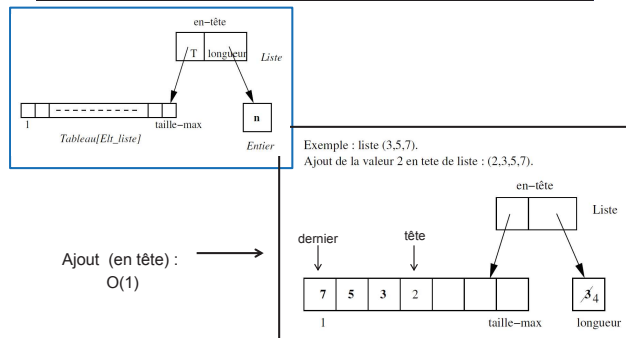 en-tête
T longueur
Liste
n
1 taille-max
Tableau[Elt_liste]
Entier
Exemple : liste (3,5,7).
Ajout de la valeur 2 en tete de liste : (2,3,5,7).
en-tête
Liste
Ajout (en tête) :
O(1)
dernier tête
7 5 3 2 3 4
1 taille-max longueur